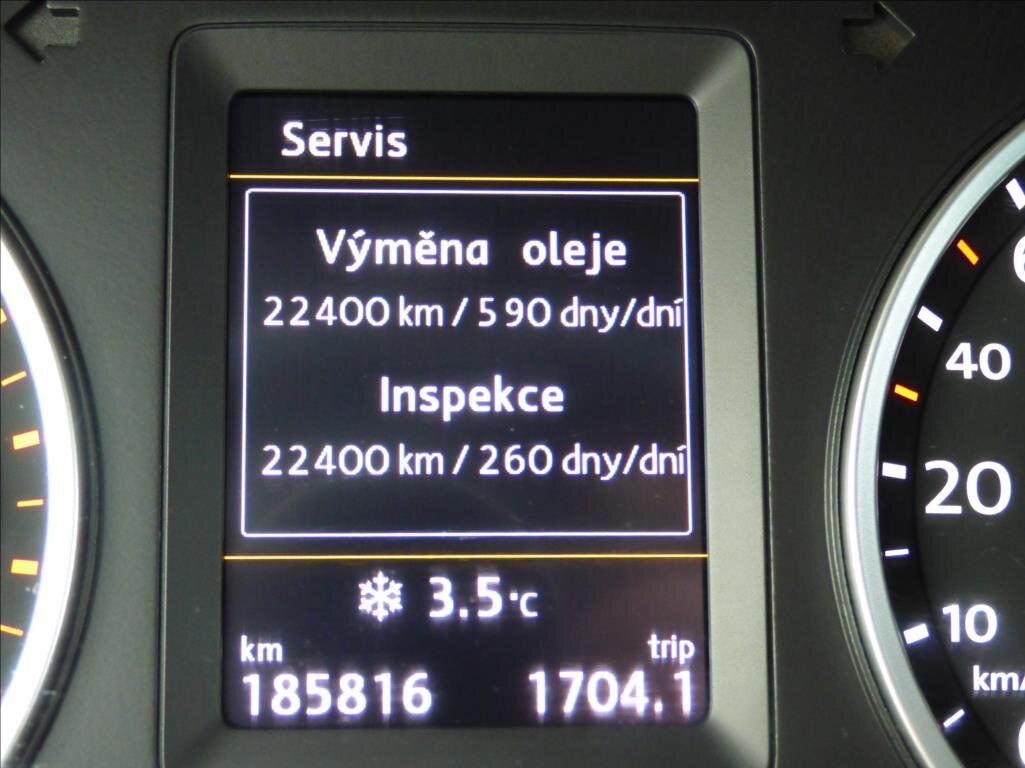 Servis
Výměna oleje
22400 km / 590 dny/dní
Inspekce
22400 km / 260 dny/dní
3.5°C
km trip
185816 1704.1
40
20
10
km/